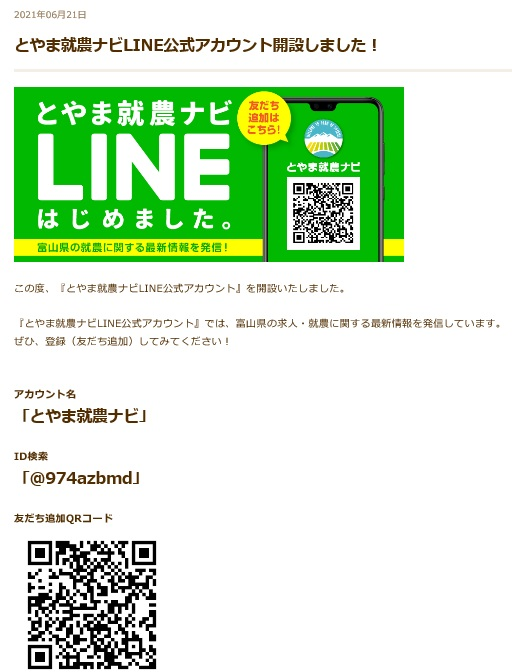 2021年06月21日
とやま就農ナビLINE公式アカウント開設しました！
とやま就農ナビ
LINE
はじめました。
富山県の就農に関する最新情報を発信！
友だち
追加は
こちら!
とやま就農ナビ
この度、『とやま就農ナビLINE公式アカウント』を開設いたしました。
『とやま就農ナビLINE公式アカウント』では、富山県の求人・就農に関する最新情報を発信しています。
ぜひ、登録（友だち追加）してみてください！
アカウント名
「とやま就農ナビ」
ID検索
「@974azbmd」
友だち追加QRコード